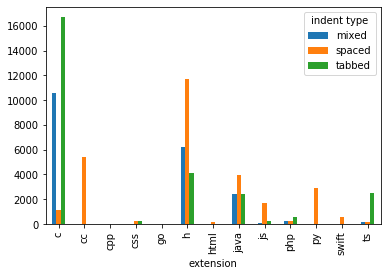 indent type
mixed
spaced
tabbed
16000
14000
12000
10000
8000
6000
4000
2000
0
c
cc
cpp
css
go
h
html
java
js
php
py
swift
ts
extension